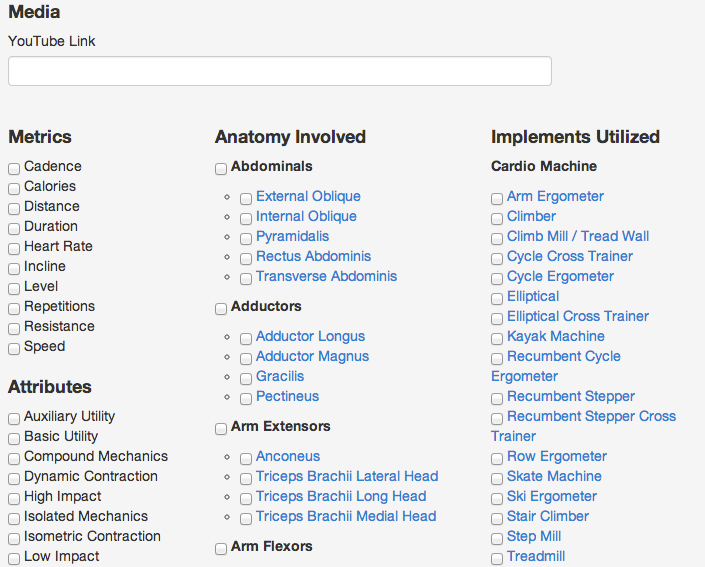 Media
YouTube Link
Metrics
Cadence
Calories
Distance
Duration
Heart Rate
Incline
Level
Repetitions
Resistance
Speed
Attributes
Auxiliary Utility
Basic Utility
Compound Mechanics
Dynamic Contraction
High Impact
Isolated Mechanics
Isometric Contraction
Low Impact
Anatomy Involved
Abdominals
External Oblique
Internal Oblique
Pyramidalis
Rectus Abdominis
Transverse Abdominis
Adductors
Adductor Longus
Adductor Magnus
Gracilis
Pectineus
Arm Extensors
Anconeus
Triceps Brachii Lateral Head
Triceps Brachii Long Head
Triceps Brachii Medial Head
Arm Flexors
Implements Utilized
Cardio Machine
Arm Ergometer
Climber
Climb Mill / Tread Wall
Cycle Cross Trainer
Cycle Ergometer
Elliptical
Elliptical Cross Trainer
Kayak Machine
Recumbent Cycle
Ergometer
Recumbent Stepper
Recumbent Stepper Cross
Trainer
Row Ergometer
Skate Machine
Ski Ergometer
Stair Climber
Step Mill
Treadmill